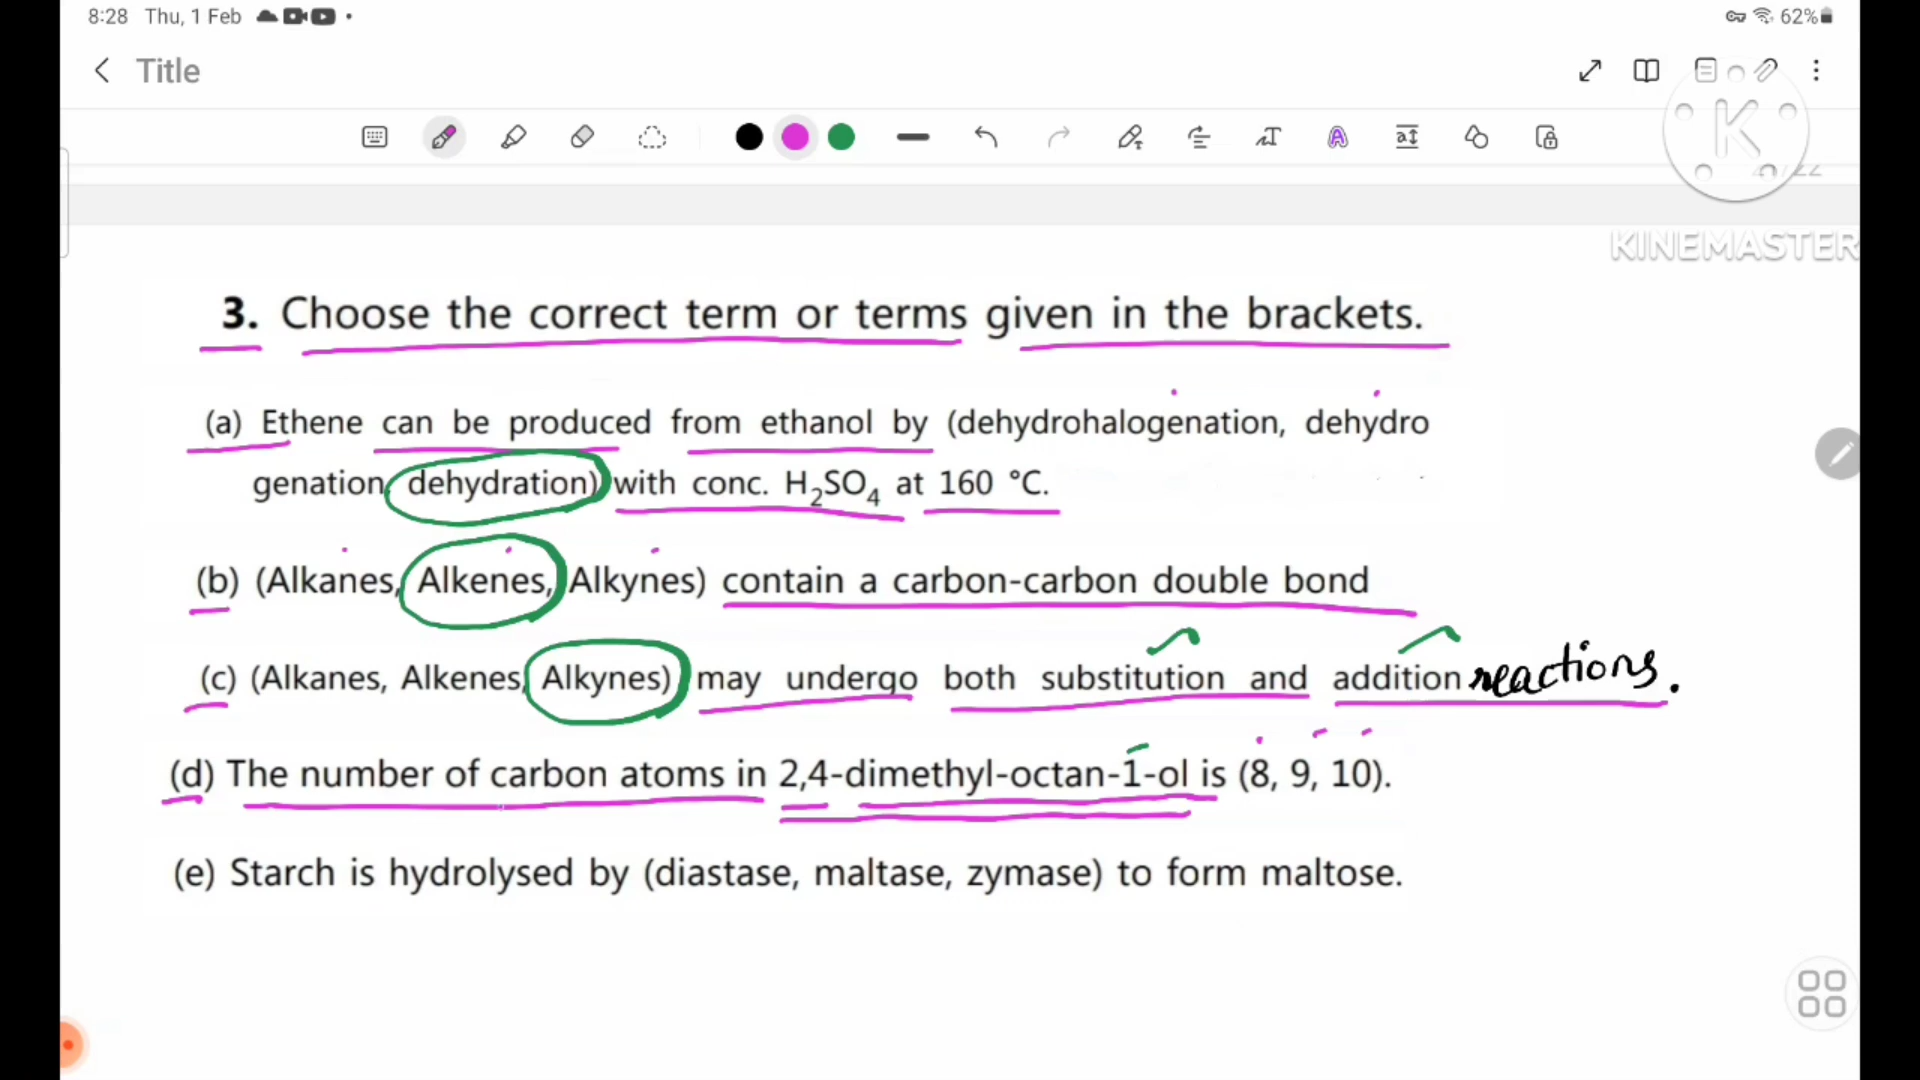 8:28 Thu, 1 Feb
62%
Title
KINEMASTER
3. Choose the correct term or terms given in the brackets.
(a) Ethene can be produced from ethanol by (dehydrohalogenation, dehydro
genation, dehydration) with conc. H₂SO₄ at 160 °C.
(b) (Alkanes, Alkenes, Alkynes) contain a carbon-carbon double bond
(c) (Alkanes, Alkenes, Alkynes) may undergo both substitution and addition reactions.
(d) The number of carbon atoms in 2,4-dimethyl-octan-1-ol is (8, 9, 10).
(e) Starch is hydrolysed by (diastase, maltase, zymase) to form maltose.